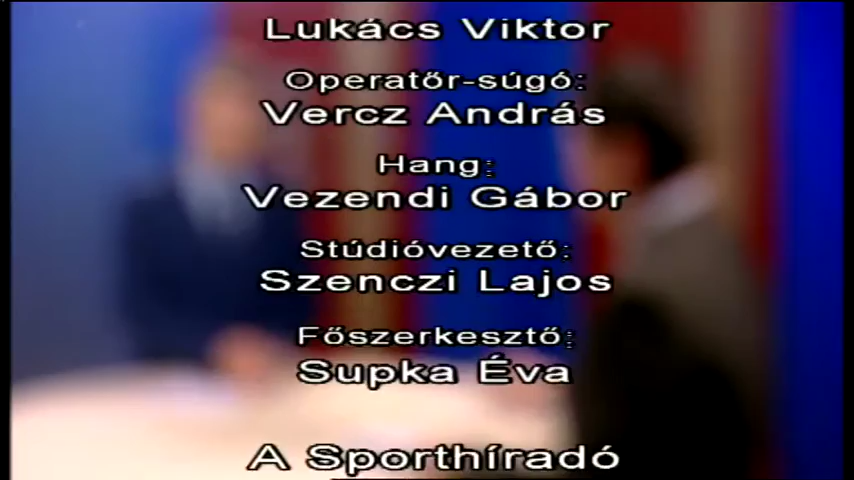 Lukács Viktor
Operatőr-súgó:
Vercz András
Hang:
Vezendi Gábor
Stúdióvezető:
Szenczi Lajos
Főszerkesztő:
Supka Éva
A Sporthíradó